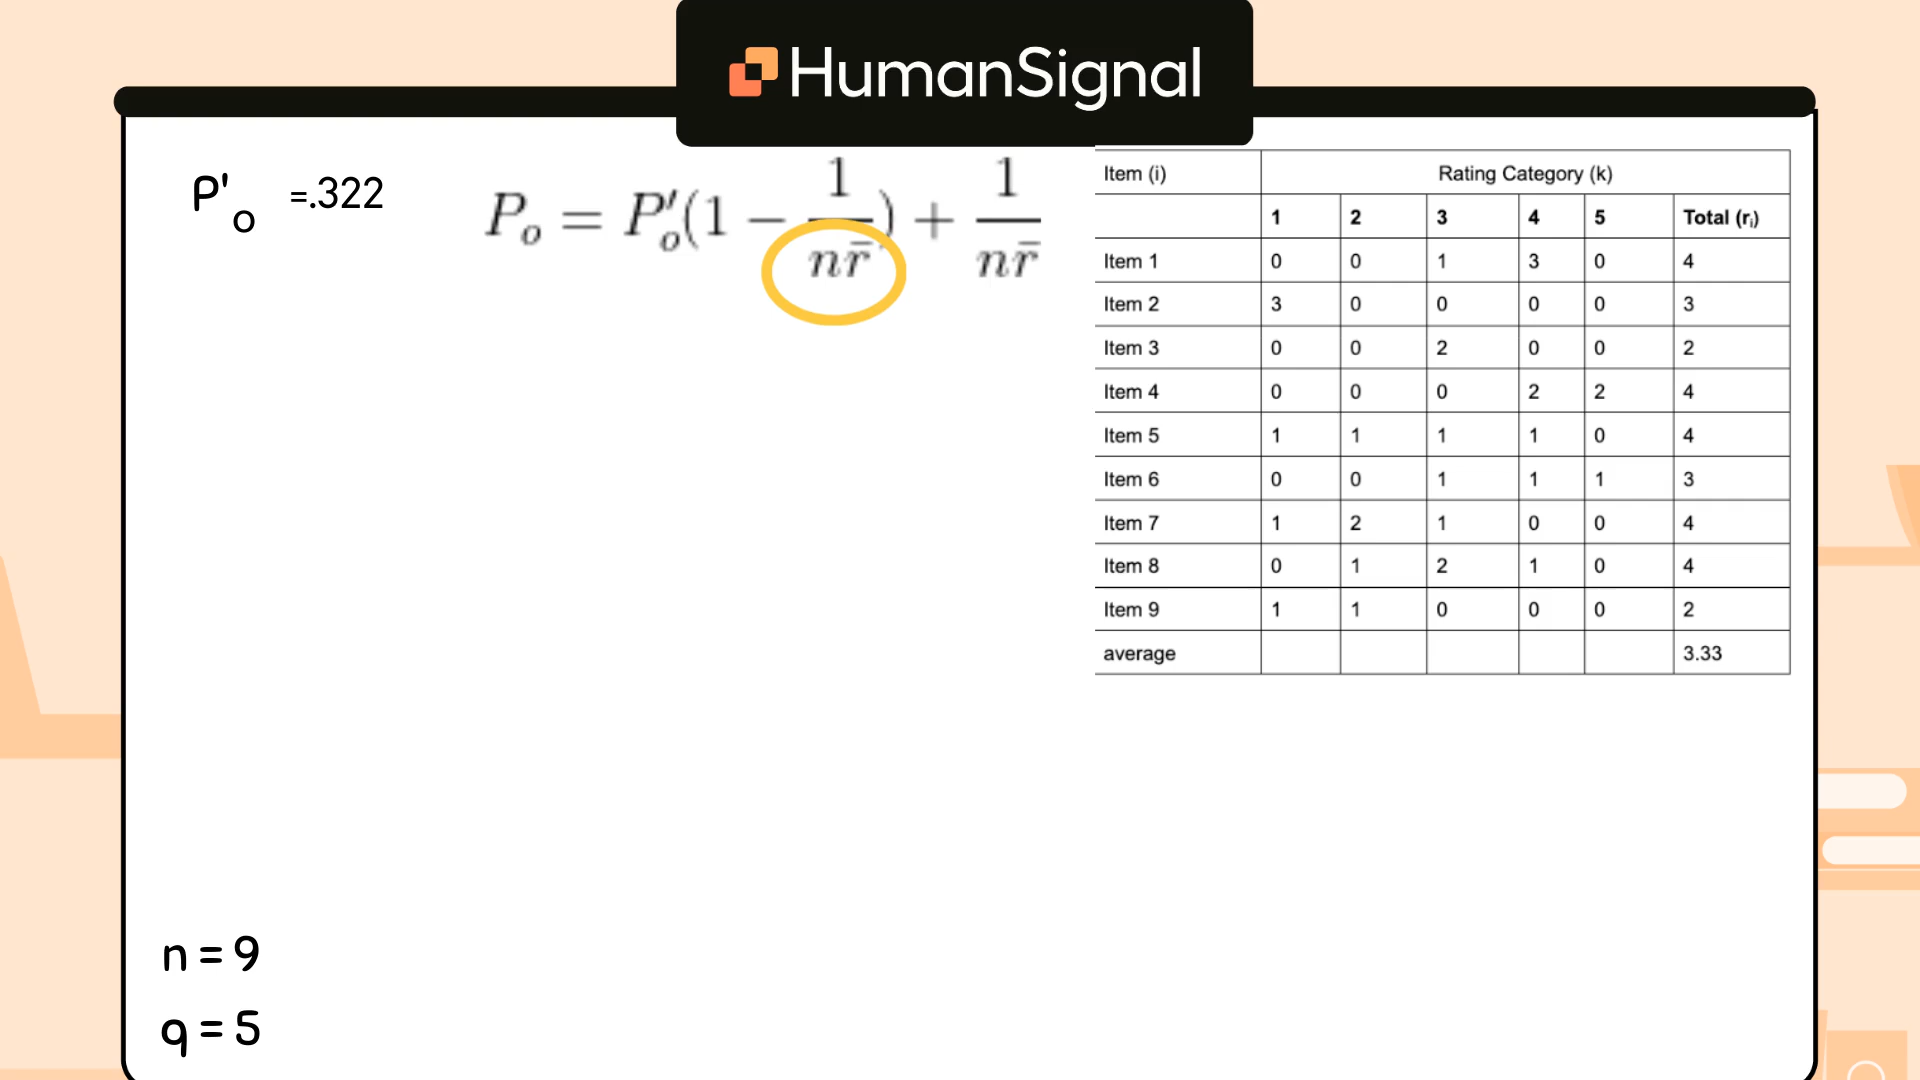 HumanSignal
P'o =.322
Po = P′o(1 − 1/nr̄) + 1/nr̄
Item (i) Rating Category (k)
1 2 3 4 5 Total (rᵢ)
Item 1 0 0 1 3 0 4
Item 2 3 0 0 0 0 3
Item 3 0 0 2 0 0 2
Item 4 0 0 0 2 2 4
Item 5 1 1 1 1 0 4
Item 6 0 0 1 1 1 3
Item 7 1 2 1 0 0 4
Item 8 0 1 2 1 0 4
Item 9 1 1 0 0 0 2
average 3.33
n = 9
q = 5